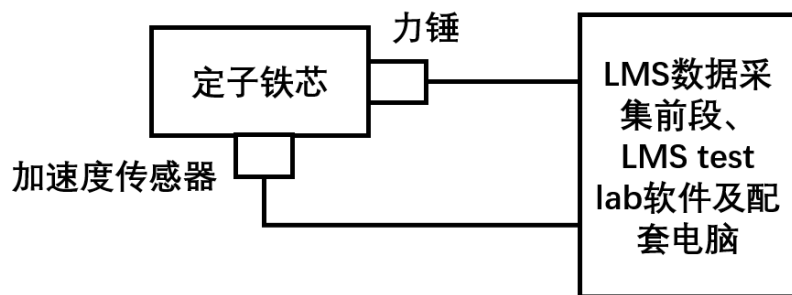 力锤
定子铁芯
加速度传感器
LMS数据采
集前段、
LMS test
lab软件及配
套电脑